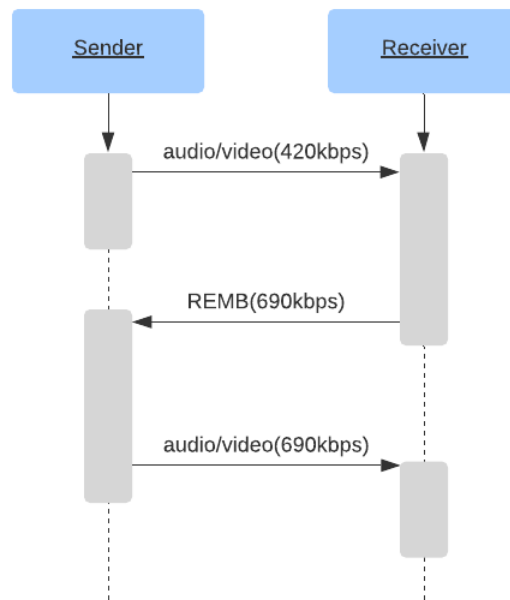 Sender
Receiver
audio/video(420kbps)
REMB(690kbps)
audio/video(690kbps)